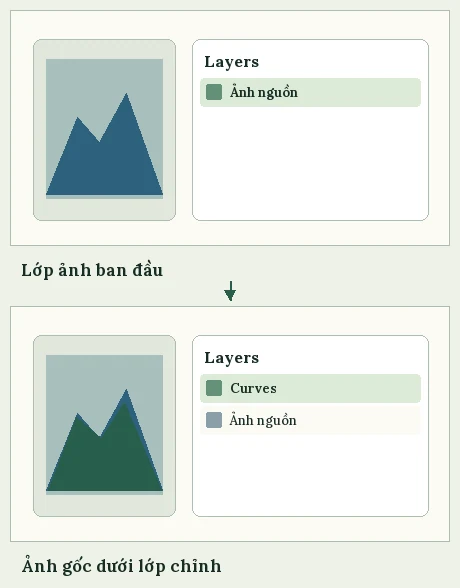 Layers
Ảnh nguồn
Lớp ảnh ban đầu
Layers
Curves
Ảnh nguồn
Ảnh gốc dưới lớp chỉnh